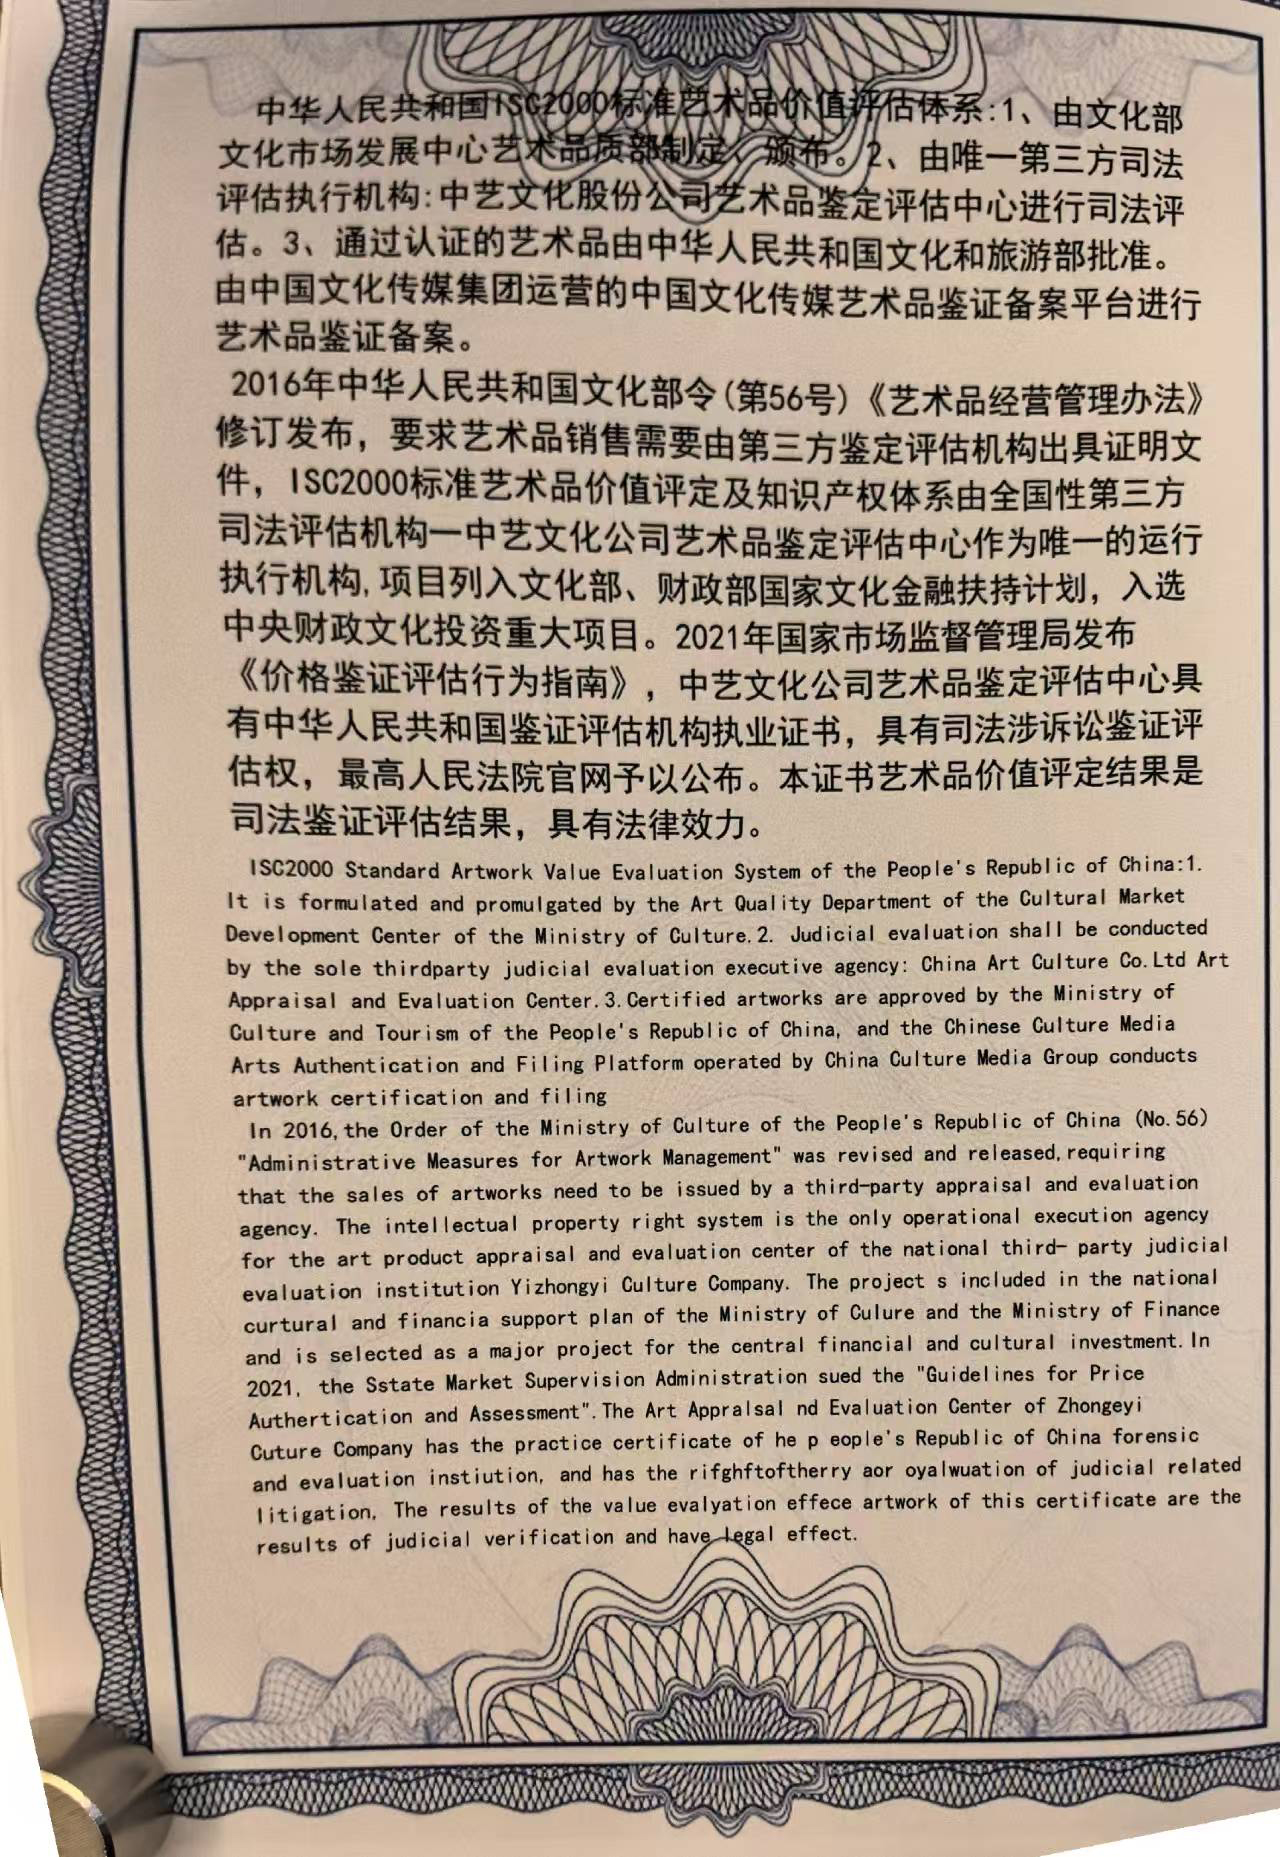 中华人民共和国ISC2000标准艺术品价值评估体系:1、由文化部
文化市场发展中心艺术品质部制定、颁布。2、由唯一第三方司法
评估执行机构:中艺文化股份公司艺术品鉴定评估中心进行司法评
估。3、通过认证的艺术品由中华人民共和国文化和旅游部批准。
由中国文化传媒集团运营的中国文化传媒艺术品鉴证备案平台进行
艺术品鉴证备案。
2016年中华人民共和国文化部令(第56号)《艺术品经营管理办法》
修订发布，要求艺术品销售需要由第三方鉴定评估机构出具证明文
件，ISC2000标准艺术品价值评定及知识产权体系由全国性第三方
司法评估机构一中艺文化公司艺术品鉴定评估中心作为唯一的运行
执行机构,项目列入文化部、财政部国家文化金融扶持计划，入选
中央财政文化投资重大项目。2021年国家市场监督管理局发布
《价格鉴证评估行为指南》，中艺文化公司艺术品鉴定评估中心具
有中华人民共和国鉴证评估机构执业证书，具有司法涉诉讼鉴证评
估权，最高人民法院官网予以公布。本证书艺术品价值评定结果是
司法鉴证评估结果，具有法律效力。
ISC2000 Standard Artwork Value Evaluation System of the People's Republic of China:1.
It is formulated and promulgated by the Art Quality Department of the Cultural Market
Development Center of the Ministry of Culture.2. Judicial evaluation shall be conducted
by the sole thirdparty judicial evaluation executive agency: China Art Culture Co.Ltd Art
Appraisal and Evaluation Center.3.Certified artworks are approved by the Ministry of
Culture and Tourism of the People's Republic of China, and the Chinese Culture Media
Arts Authentication and Filing Platform operated by China Culture Media Group conducts
artwork certification and filing
In 2016,the Order of the Ministry of Culture of the People's Republic of China (No.56)
"Administrative Measures for Artwork Management" was revised and released,requiring
that the sales of artworks need to be issued by a third-party appraisal and evaluation
agency. The intellectual property right system is the only operational execution agency
for the art product appraisal and evaluation center of the national third- party judicial
evaluation institution Yizhongyi Culture Company. The project s included in the national
curtural and financia support plan of the Ministry of Culure and the Ministry of Finance
and is selected as a major project for the central financial and cultural investment.In
2021, the Sstate Market Supervision Administration sued the "Guidelines for Price
Authertication and Assessment".The Art Appralsal nd Evaluation Center of Zhongeyi
Cuture Company has the practice certificate of he p eople's Republic of China forensic
and evaluation instiution, and has the rifghftoftherry aor oyalwuation of judicial related
litigation, The results of the value evalyation effece artwork of this certificate are the
results of judicial verification and have legal effect.